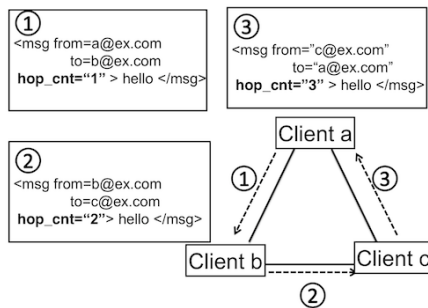 ①
<msg from=a@ex.com
to=b@ex.com
hop_cnt=“1” > hello </msg>
③
<msg from=”c@ex.com”
to=“a@ex.com”
hop_cnt=”3” > hello </msg>
②
<msg from=b@ex.com
to=c@ex.com
hop_cnt=“2”> hello </msg>
Client a
①
③
Client b
Client c
②